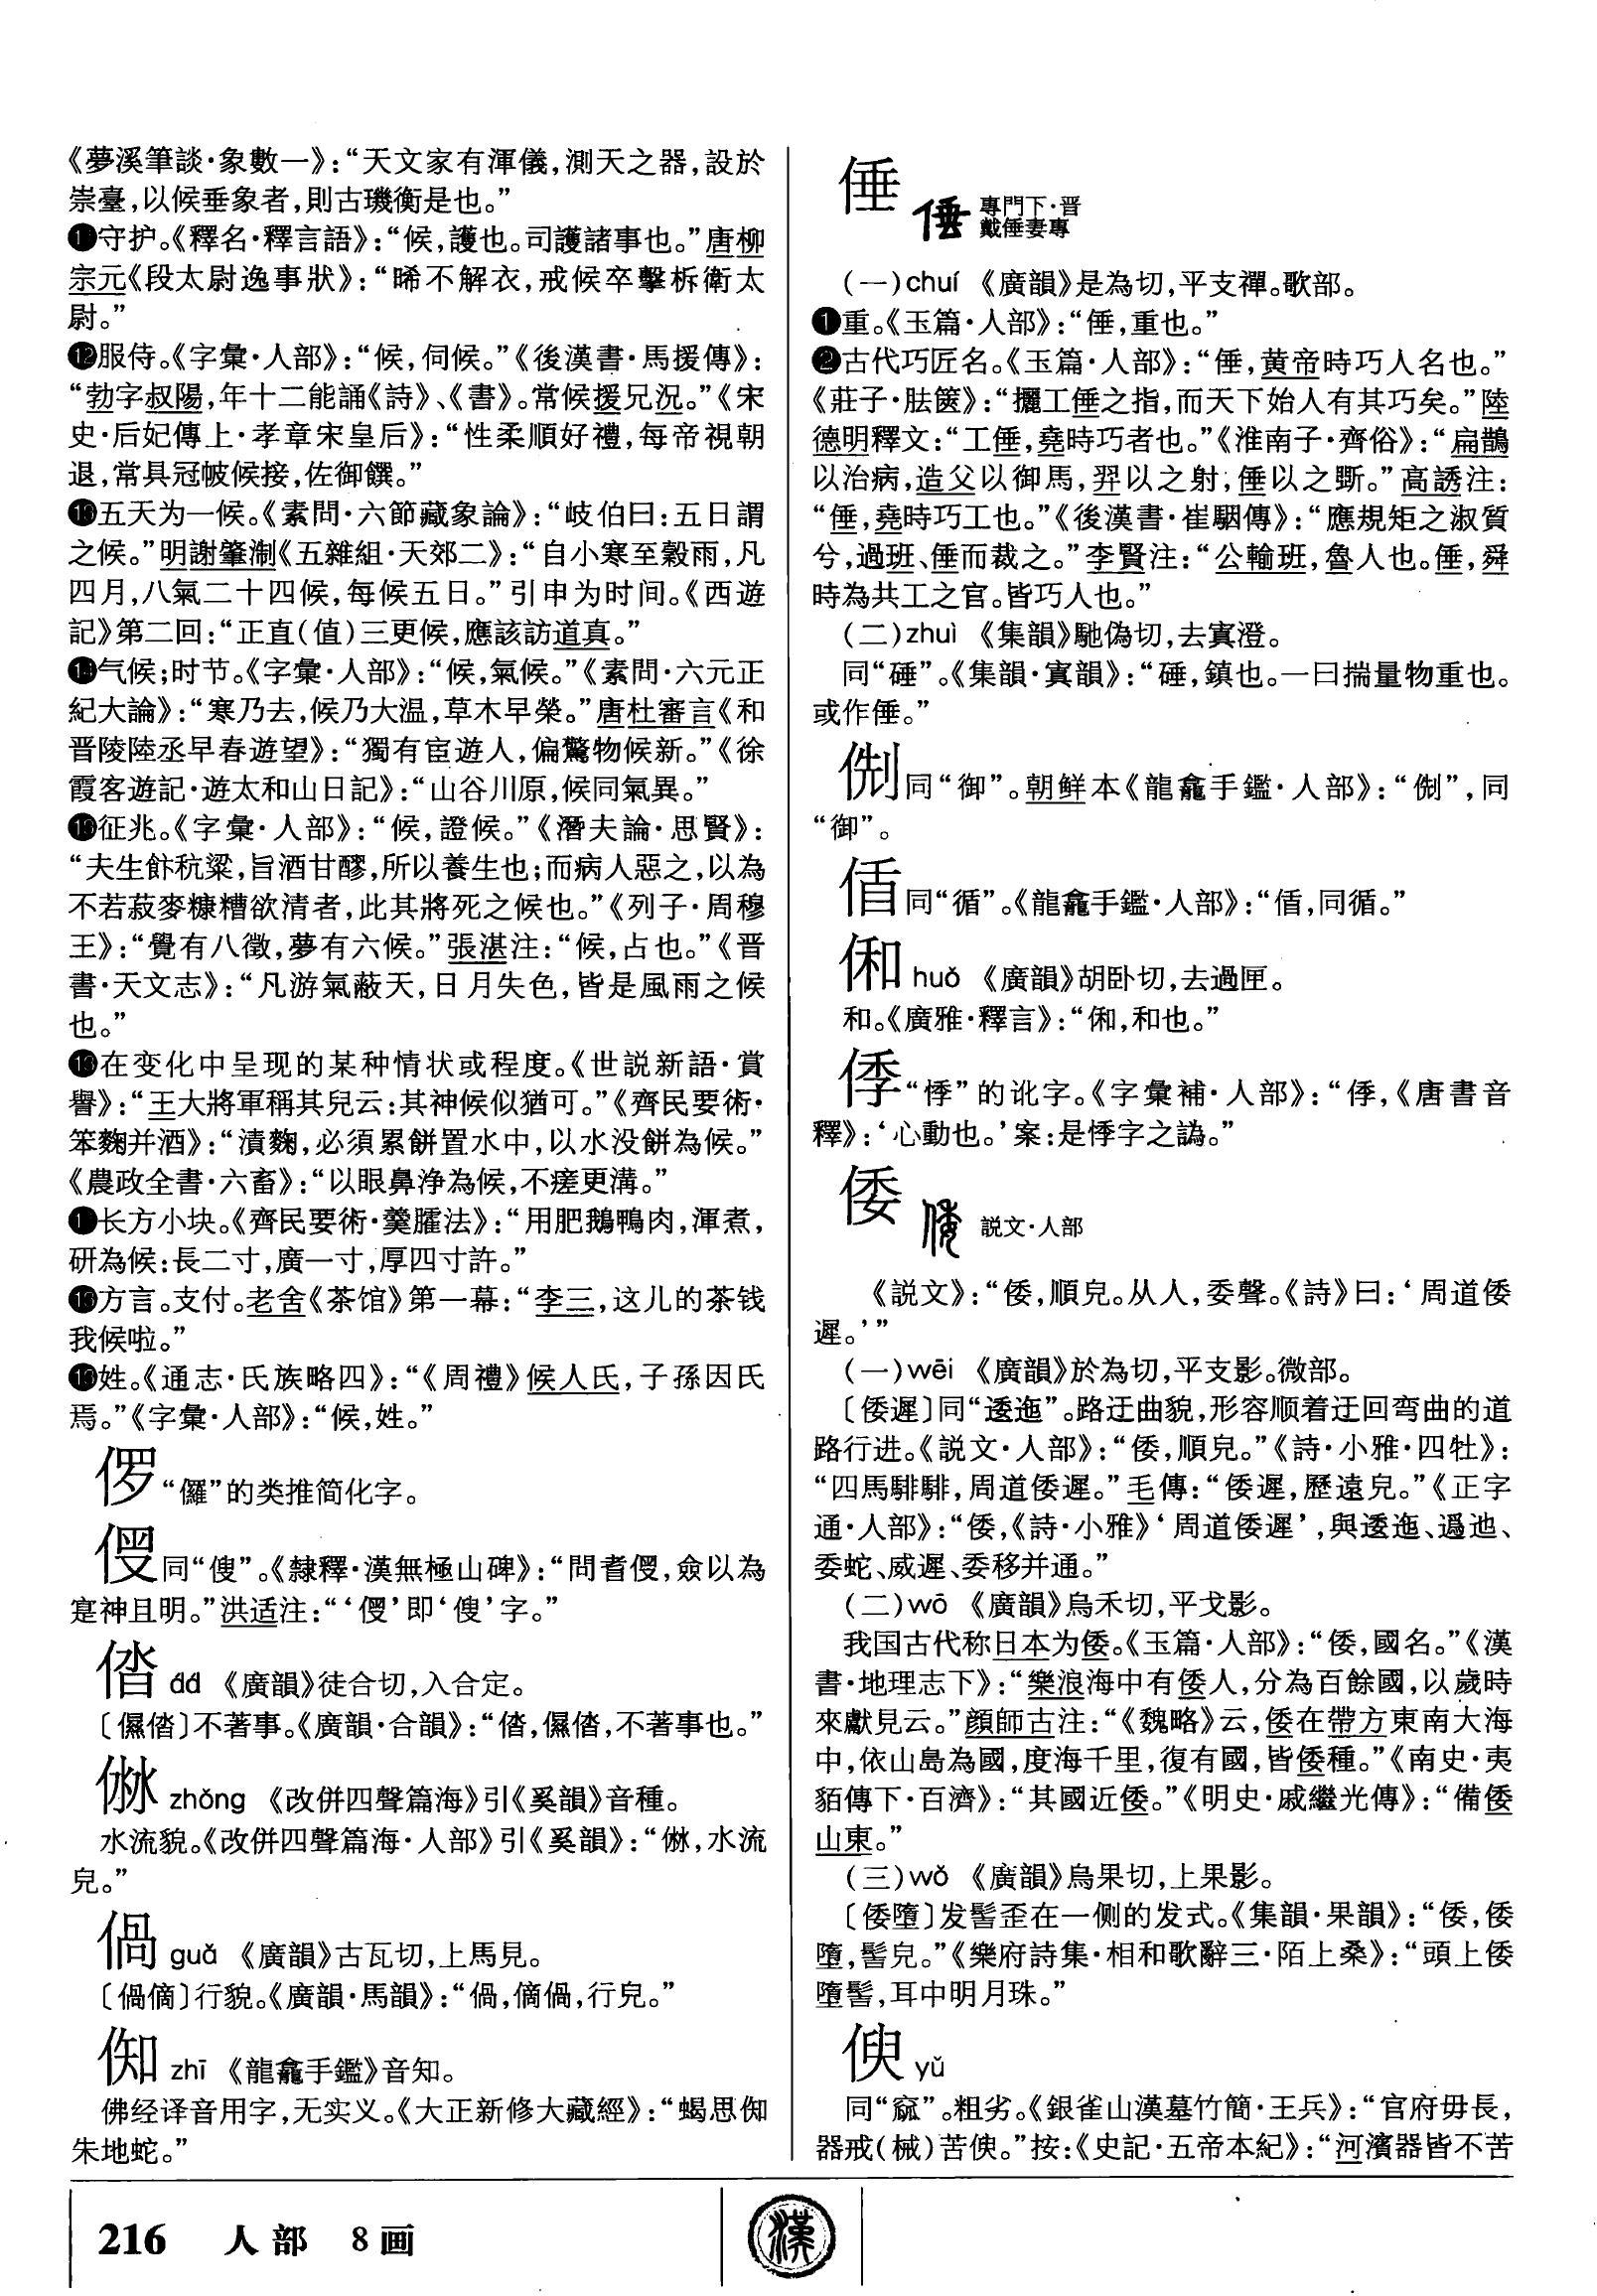 《夢溪筆談·象數一》：“天文家有渾儀，測天之器，設於
崇臺，以候垂象者，則古璣衡是也。”
⓫守护。《釋名·釋言語》：“候，護也。司護諸事也。”唐柳
宗元《段太尉逸事狀》：“晞不解衣，戒候卒擊柝衛太
尉。”
⓬服侍。《字彙·人部》：“候，伺候。”《後漢書·馬援傳》：
“勃字叔陽，年十二能誦《詩》、《書》。常候援兄況。”《宋
史·后妃傳上·孝章宋皇后》：“性柔順好禮，每帝視朝
退，常具冠帔候接，佐御饌。”
⓭五天为一候。《素問·六節藏象論》：“岐伯曰：五日謂
之候。”明謝肇淛《五雜組·天郊二》：“自小寒至穀雨，凡
四月，八氣二十四候，每候五日。”引申为时间。《西遊
記》第二回：“正直（值）三更候，應該訪道真。”
⓮气候；时节。《字彙·人部》：“候，氣候。”《素問·六元正
紀大論》：“寒乃去，候乃大温，草木早榮。”唐杜審言《和
晋陵陸丞早春遊望》：“獨有宦遊人，偏驚物候新。”《徐
霞客遊記·遊太和山日記》：“山谷川原，候同氣異。”
⓯征兆。《字彙·人部》：“候，證候。”《潛夫論·思賢》：
“夫生飰秔粱，旨酒甘醪，所以養生也；而病人惡之，以為
不若菽麥糠糟欲清者，此其將死之候也。”《列子·周穆
王》：“覺有八徵，夢有六候。”張湛注：“候，占也。”《晋
書·天文志》：“凡游氣蔽天，日月失色，皆是風雨之候
也。”
⓰在变化中呈现的某种情状或程度。《世説新語·賞
譽》：“王大將軍稱其兒云：其神候似猶可。”《齊民要術·
笨麴并酒》：“漬麴，必須累餅置水中，以水没餅為候。”
《農政全書·六畜》：“以眼鼻浄為候，不瘥更溝。”
⓱长方小块。《齊民要術·羹臛法》：“用肥鵝鴨肉，渾煮，
研為候：長二寸，廣一寸，厚四寸許。”
⓲方言。支付。老舍《茶馆》第一幕：“李三，这儿的茶钱
我候啦。”
⓳姓。《通志·氏族略四》：“《周禮》候人氏，子孫因氏
焉。”《字彙·人部》：“候，姓。”
㑩“儸”的类推简化字。
同“傁”。《隸釋·漢無極山碑》：“問耆，僉以為
寔神且明。”洪适注：“‘’即‘傁’字。”
㑫 dá 《廣韻》徒合切，入合定。
〔儑㑫〕不著事。《廣韻·合韻》：“㑫，儑㑫，不著事也。”
zhǒng 《改併四聲篇海》引《奚韻》音種。
水流貌。《改併四聲篇海·人部》引《奚韻》：“，水流
皃。”
guǎ 《廣韻》古瓦切，上馬見。
行貌。《廣韻·馬韻》：“，行皃。”
倁 zhī 《龍龕手鑑》音知。
佛经译音用字，无实义。《大正新修大藏經》：“蝎思倁
朱地蛇。”
倕 專門下·晋
戴倕妻專
（一）chuí 《廣韻》是為切，平支禪。歌部。
❶重。《玉篇·人部》：“倕，重也。”
❷古代巧匠名。《玉篇·人部》：“倕，黄帝時巧人名也。”
《莊子·胠篋》：“攦工倕之指，而天下始人有其巧矣。”陸
德明釋文：“工倕，堯時巧者也。”《淮南子·齊俗》：“扁鵲
以治病，造父以御馬，羿以之射；倕以之斲。”高誘注：
“倕，堯時巧工也。”《後漢書·崔駰傳》：“應規矩之淑質
兮，過班、倕而裁之。”李賢注：“公輸班，魯人也。倕，舜
時為共工之官。皆巧人也。”
（二）zhuì 《集韻》馳偽切，去寘澄。
同“硾”。《集韻·寘韻》：“硾，鎮也。一曰揣量物重也。
或作倕。”
同“御”。朝鲜本《龍龕手鑑·人部》：“”，同
“御”。
偱同“循”。《龍龕手鑑·人部》：“偱，同循。”
俰 huǒ 《廣韻》胡卧切，去過匣。
和。《廣雅·釋言》：“俰，和也。”
㑧“悸”的讹字。《字彙補·人部》：“㑧，《唐書音
釋》：‘心動也。’案：是悸字之譌。”
倭 説文·人部
《説文》：“倭，順皃。从人，委聲。《詩》曰：‘周道倭
遲。’”
（一）wēi 《廣韻》於為切，平支影。微部。
〔倭遲〕同“逶迤”。路迂曲貌，形容顺着迂回弯曲的道
路行进。《説文·人部》：“倭，順皃。”《詩·小雅·四牡》：
“四馬騑騑，周道倭遲。”毛傳：“倭遲，歷遠皃。”《正字
通·人部》：“倭，《詩·小雅》‘周道倭遲’，與逶迤、逶迆、
委蛇、威遲、委移并通。”
（二）wō 《廣韻》烏禾切，平戈影。
我国古代称日本为倭。《玉篇·人部》：“倭，國名。”《漢
書·地理志下》：“樂浪海中有倭人，分為百餘國，以歲時
來獻見云。”顔師古注：“《魏略》云，倭在帶方東南大海
中，依山島為國，度海千里，復有國，皆倭種。”《南史·夷
貊傳下·百濟》：“其國近倭。”《明史·戚繼光傳》：“備倭
山東。”
（三）wǒ 《廣韻》烏果切，上果影。
〔倭墮〕发髻歪在一侧的发式。《集韻·果韻》：“倭，倭
墮，髻皃。”《樂府詩集·相和歌辭三·陌上桑》：“頭上倭
墮髻，耳中明月珠。”
㑨 yǔ
同“窳”。粗劣。《銀雀山漢墓竹簡·王兵》：“官府毋長，
器戒（械）苦㑨。”按：《史記·五帝本紀》：“河濱器皆不苦
216 人部 8画
漢